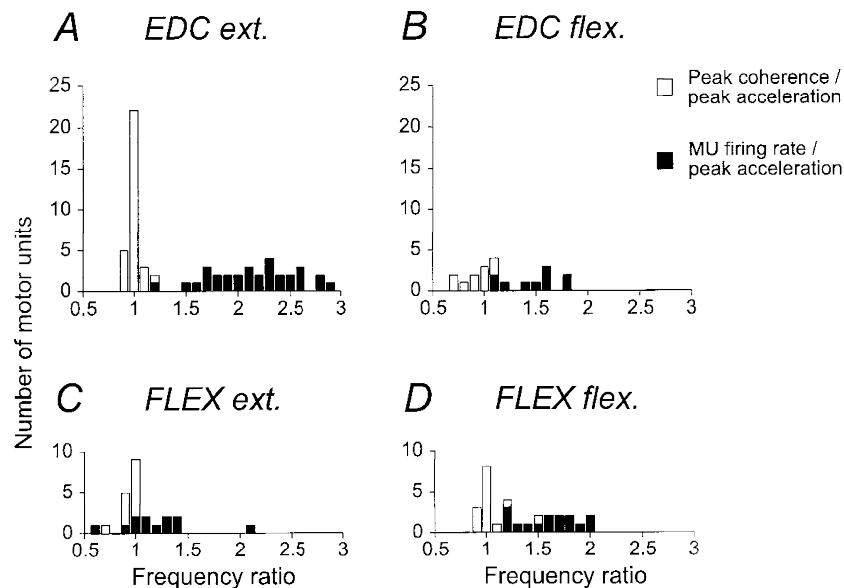 A EDC ext.
B EDC flex.
Peak coherence /
peak acceleration
MU firing rate /
peak acceleration
Number of motor units
25
20
15
10
5
0
0.5 1 1.5 2 2.5 3
25
20
15
10
5
0
0.5 1 1.5 2 2.5 3
C FLEX ext.
D FLEX flex.
10
5
0
0.5 1 1.5 2 2.5 3
Frequency ratio
10
5
0
0.5 1 1.5 2 2.5 3
Frequency ratio